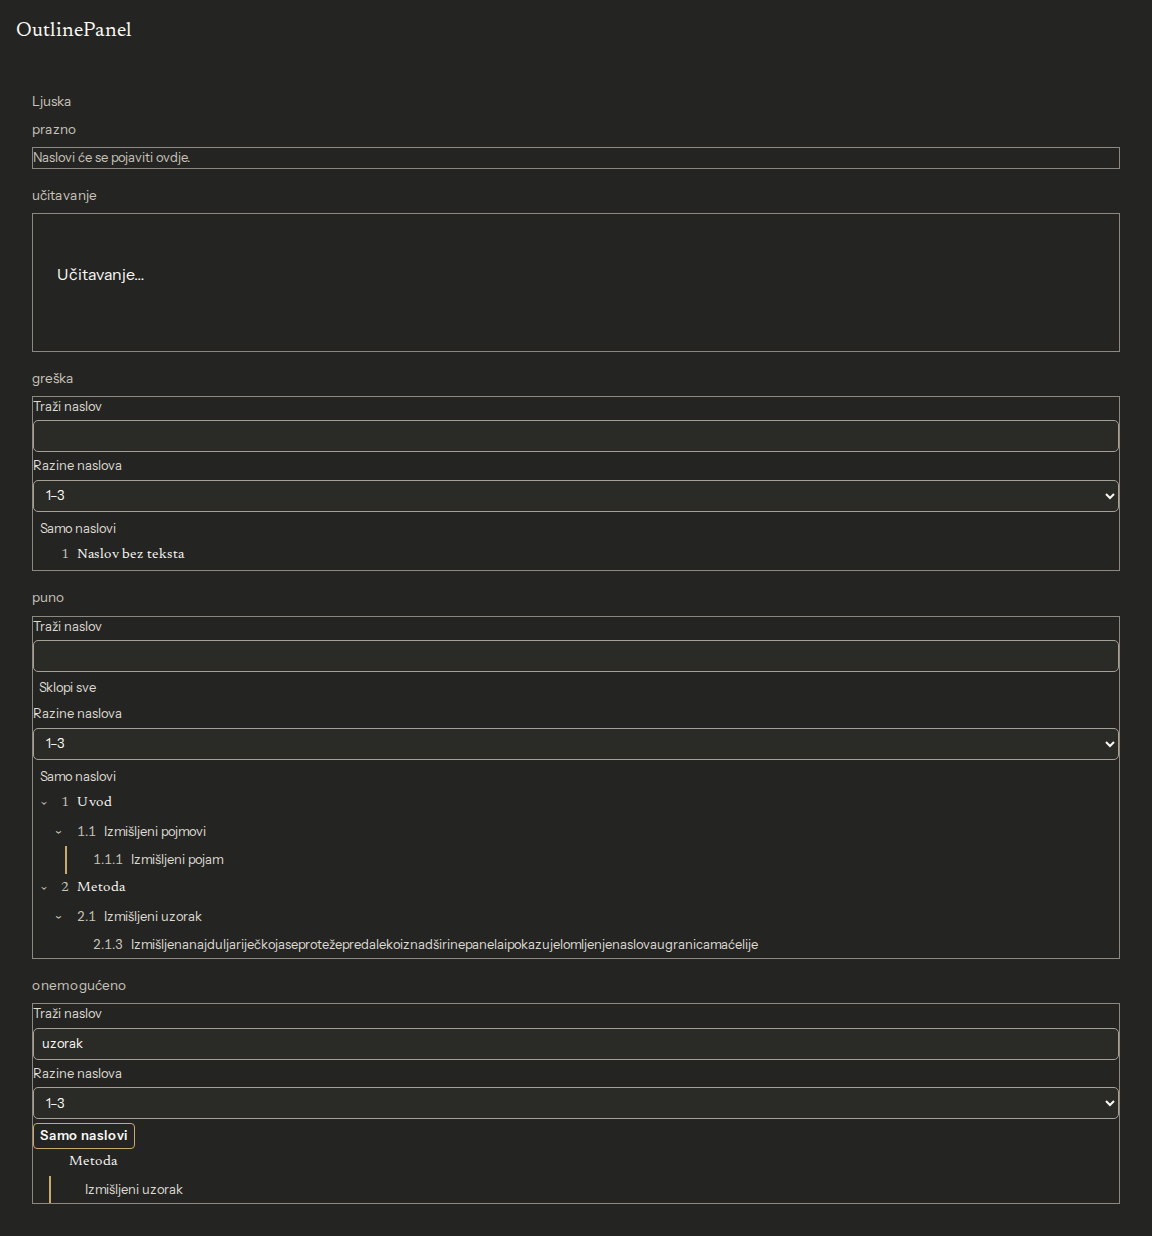 OutlinePanel
Ljuska
prazno
Naslovi će se pojaviti ovdje.
učitavanje
Učitavanje…
greška
Traži naslov
Razine naslova
1–3
Samo naslovi
1 Naslov bez teksta
puno
Traži naslov
Sklopi sve
Razine naslova
1–3
Samo naslovi
1 Uvod
1.1 Izmišljeni pojmovi
1.1.1 Izmišljeni pojam
2 Metoda
2.1 Izmišljeni uzorak
2.1.3 Izmišljenanajduljariječkojaseprotežepredalekoiznadširinepanelaipokazujelomljenjenaslovaugranicamaćelije
onemogućeno
Traži naslov
uzorak
Razine naslova
1–3
Samo naslovi
Metoda
Izmišljeni uzorak